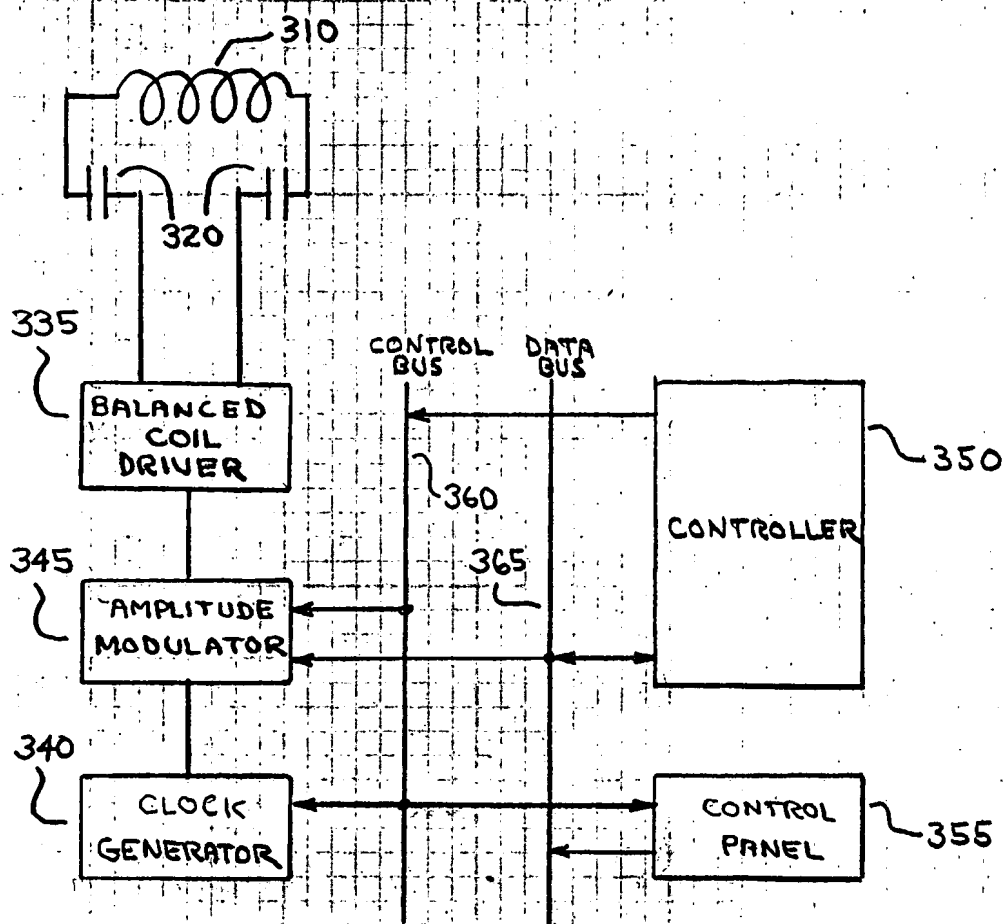 310
320
335
CONTROL
BUS
DATA
BUS
BALANCED
COIL
DRIVER
350
360
CONTROLLER
345
365
AMPLITUDE
MODULATOR
340
CLOCK
GENERATOR
CONTROL
PANEL
355